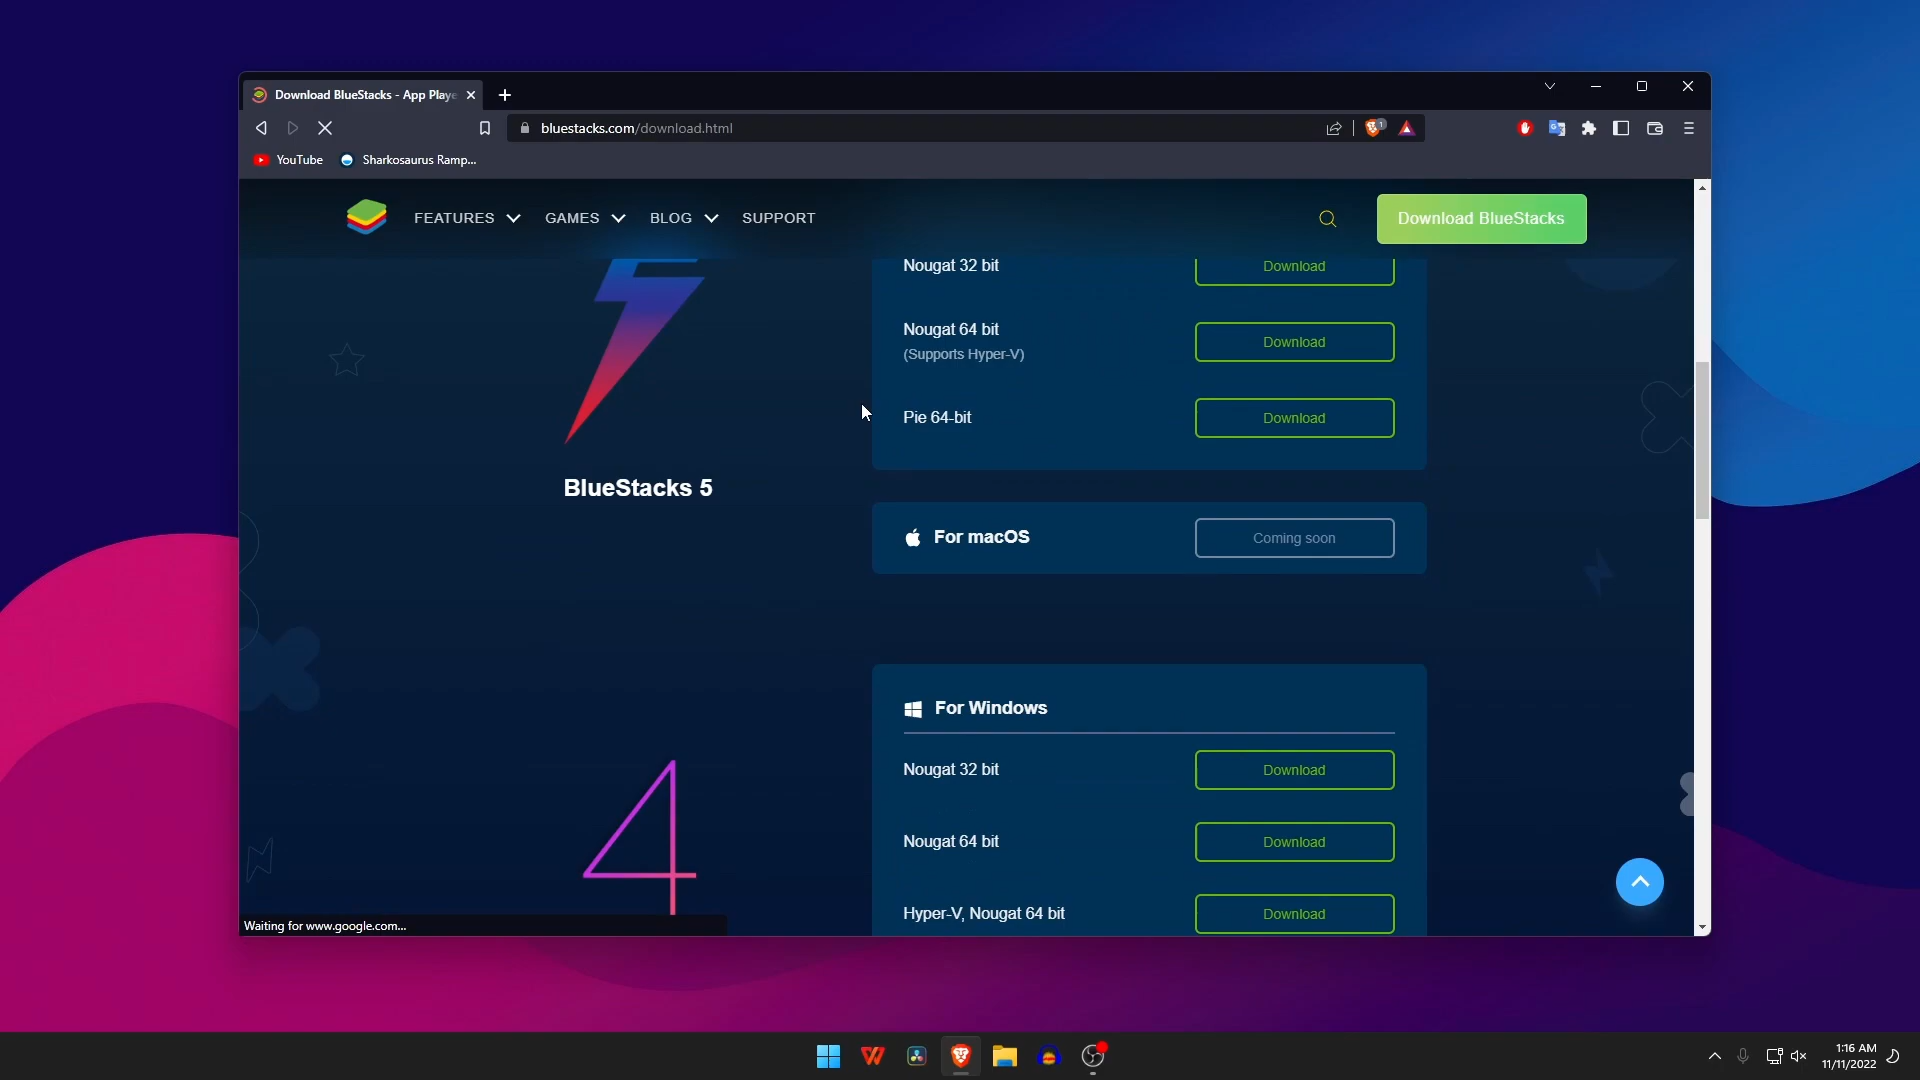 Download BlueStacks - App Playe
bluestacks.com/download.html
1
YouTube
Sharkosaurus Ramp...
FEATURES
GAMES
BLOG
SUPPORT
Download BlueStacks
Nougat 32 bit
Download
Nougat 64 bit
(Supports Hyper-V)
Download
Pie 64-bit
Download
BlueStacks 5
For macOS
Coming soon
For Windows
Nougat 32 bit
Download
Nougat 64 bit
Download
4
Hyper-V, Nougat 64 bit
Download
Waiting for www.google.com...
1:16 AM
11/11/2022